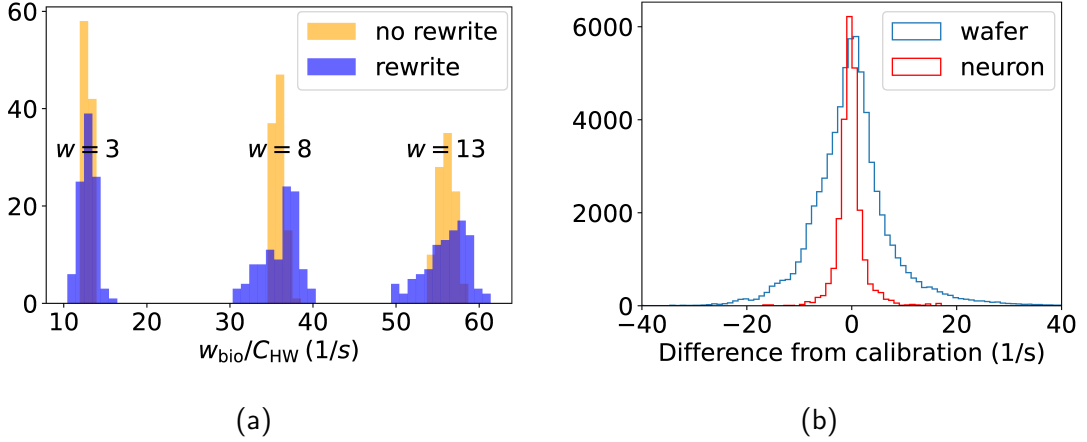 60
40
20
0
no rewrite
rewrite
w = 3
w = 8
w = 13
10
20
30
40
50
60
w_bio/C_HW (1/s)
(a)
6000
4000
2000
0
wafer
neuron
−40
−20
0
20
40
Difference from calibration (1/s)
(b)